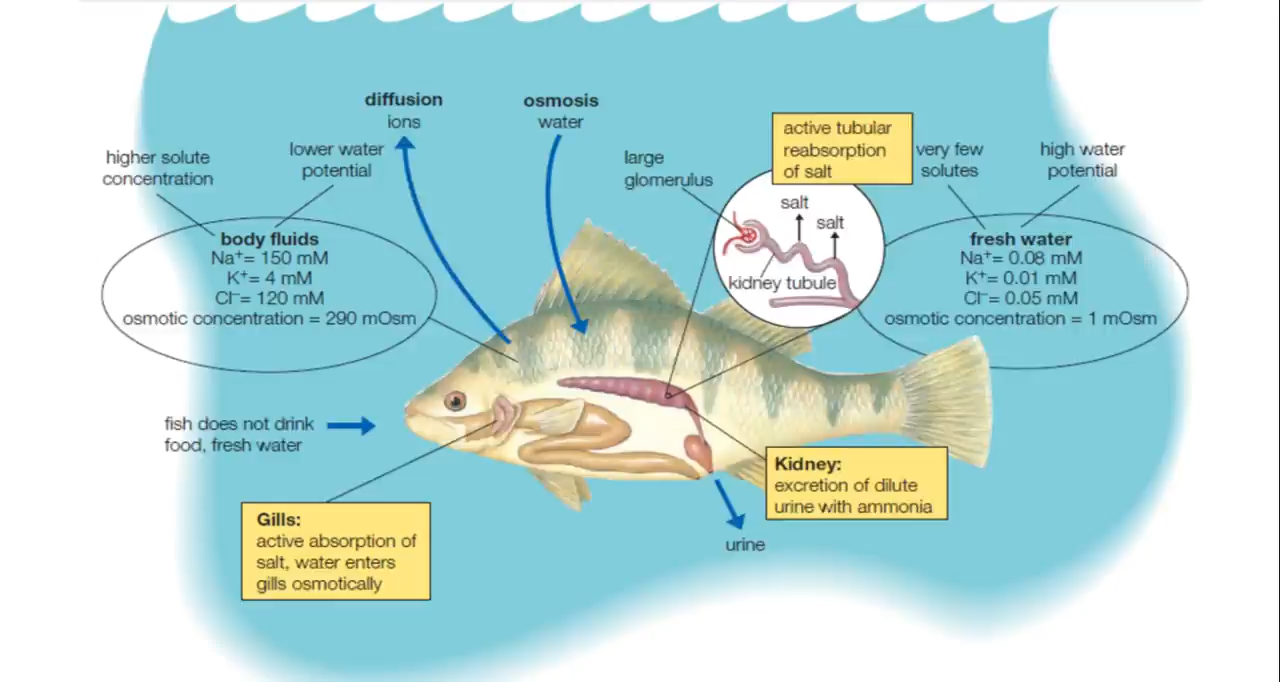 diffusion
ions
osmosis
water
higher solute
concentration
lower water
potential
body fluids
Na⁺= 150 mM
K⁺= 4 mM
Cl⁻= 120 mM
osmotic concentration = 290 mOsm
large
glomerulus
active tubular
reabsorption
of salt
salt
salt
kidney tubule
very few
solutes
high water
potential
fresh water
Na⁺= 0.08 mM
K⁺= 0.01 mM
Cl⁻= 0.05 mM
osmotic concentration = 1 mOsm
fish does not drink
food, fresh water
Gills:
active absorption of
salt, water enters
gills osmotically
Kidney:
excretion of dilute
urine with ammonia
urine